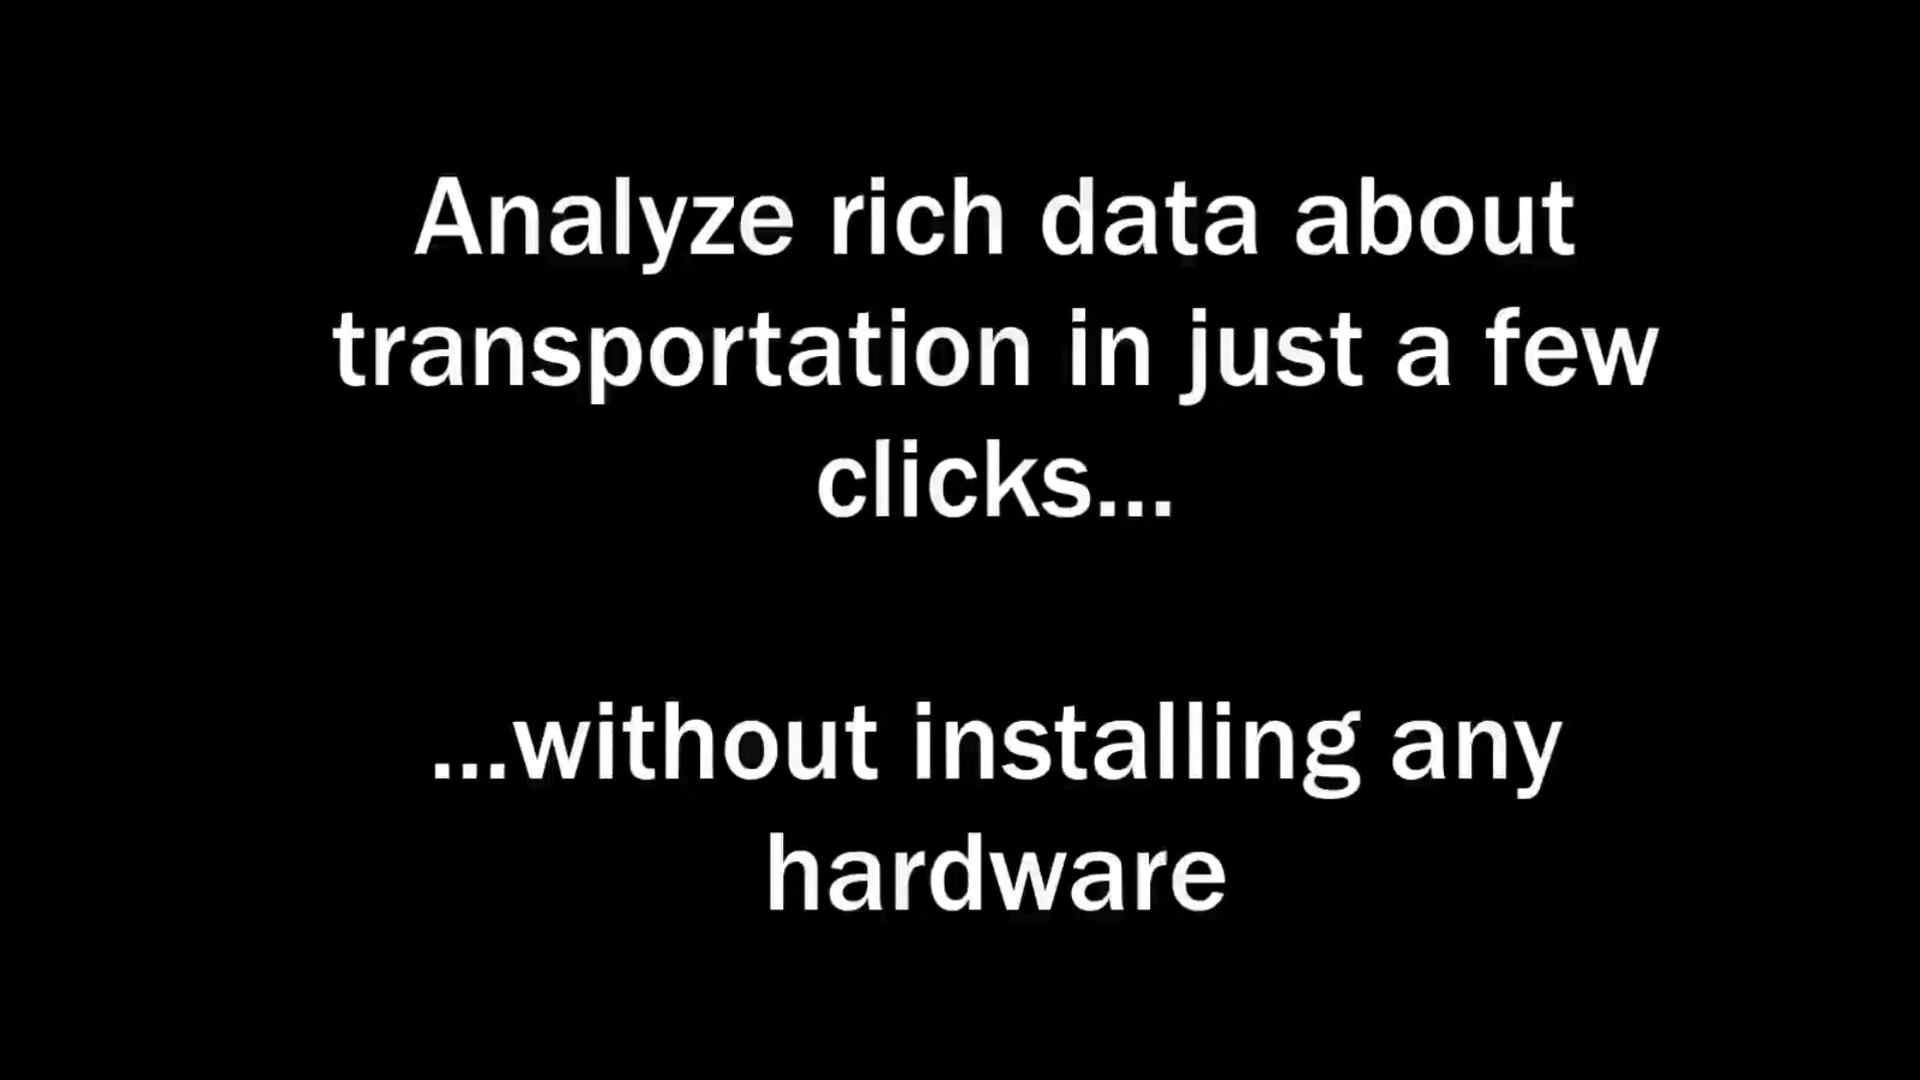 Analyze rich data about
transportation in just a few
clicks...
...without installing any
hardware